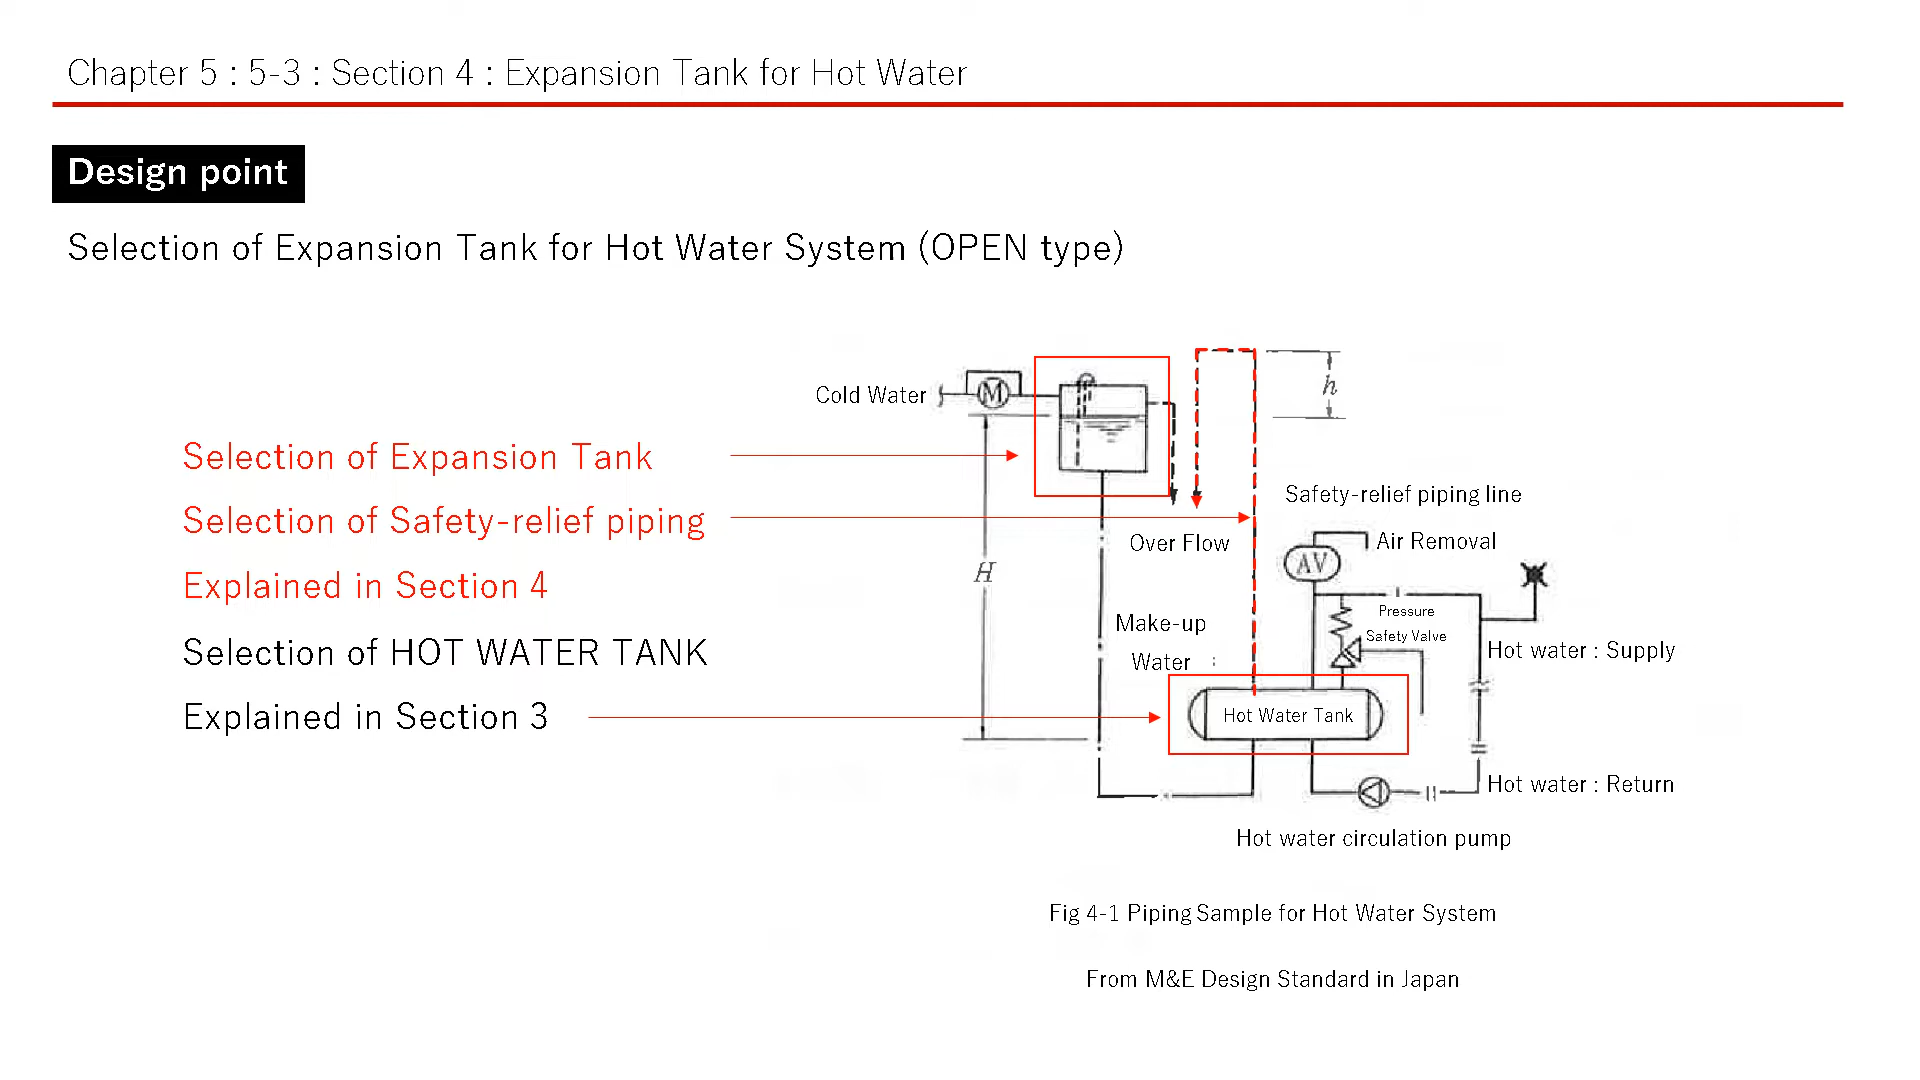 Chapter 5 : 5-3 : Section 4 : Expansion Tank for Hot Water
Design point
Selection of Expansion Tank for Hot Water System (OPEN type)
Selection of Expansion Tank
Selection of Safety-relief piping
Explained in Section 4
Selection of HOT WATER TANK
Explained in Section 3
Cold Water
M
h
Safety-relief piping line
Over Flow
AV
Air Removal
H
Make-up
Water :
Pressure
Safety Valve
Hot water : Supply
Hot Water Tank
Hot water : Return
Hot water circulation pump
Fig 4-1 Piping Sample for Hot Water System
From M&E Design Standard in Japan